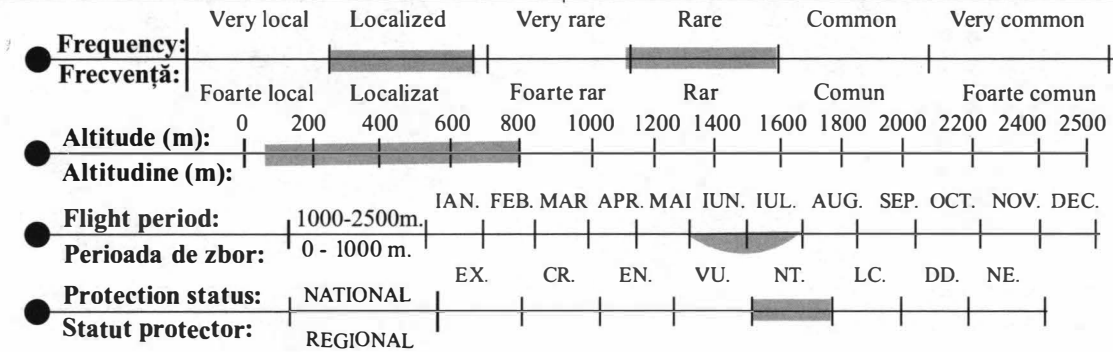 Very local Localized Very rare Rare Common Very common
Frequency:
Frecvență:
Foarte local Localizat Foarte rar Rar Comun Foarte comun
0 200 400 600 800 1000 1200 1400 1600 1800 2000 2200 2400 2500
Altitude (m):
Altitudine (m):
IAN. FEB. MAR APR. MAI IUN. IUL. AUG. SEP. OCT. NOV. DEC.
Flight period: 1000-2500m.
Perioada de zbor: 0 - 1000 m.
EX. CR. EN. VU. NT. LC. DD. NE.
Protection status: NATIONAL
Statut protector: REGIONAL